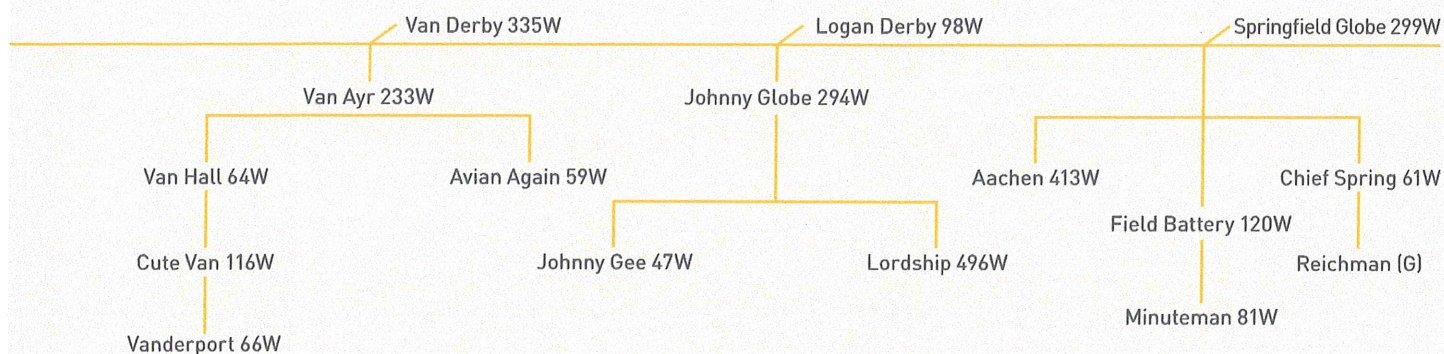 Van Derby 335W
Logan Derby 98W
Springfield Globe 299W
Van Ayr 233W
Johnny Globe 294W
Van Hall 64W
Avian Again 59W
Aachen 413W
Chief Spring 61W
Field Battery 120W
Cute Van 116W
Johnny Gee 47W
Lordship 496W
Reichman (G)
Minuteman 81W
Vanderport 66W